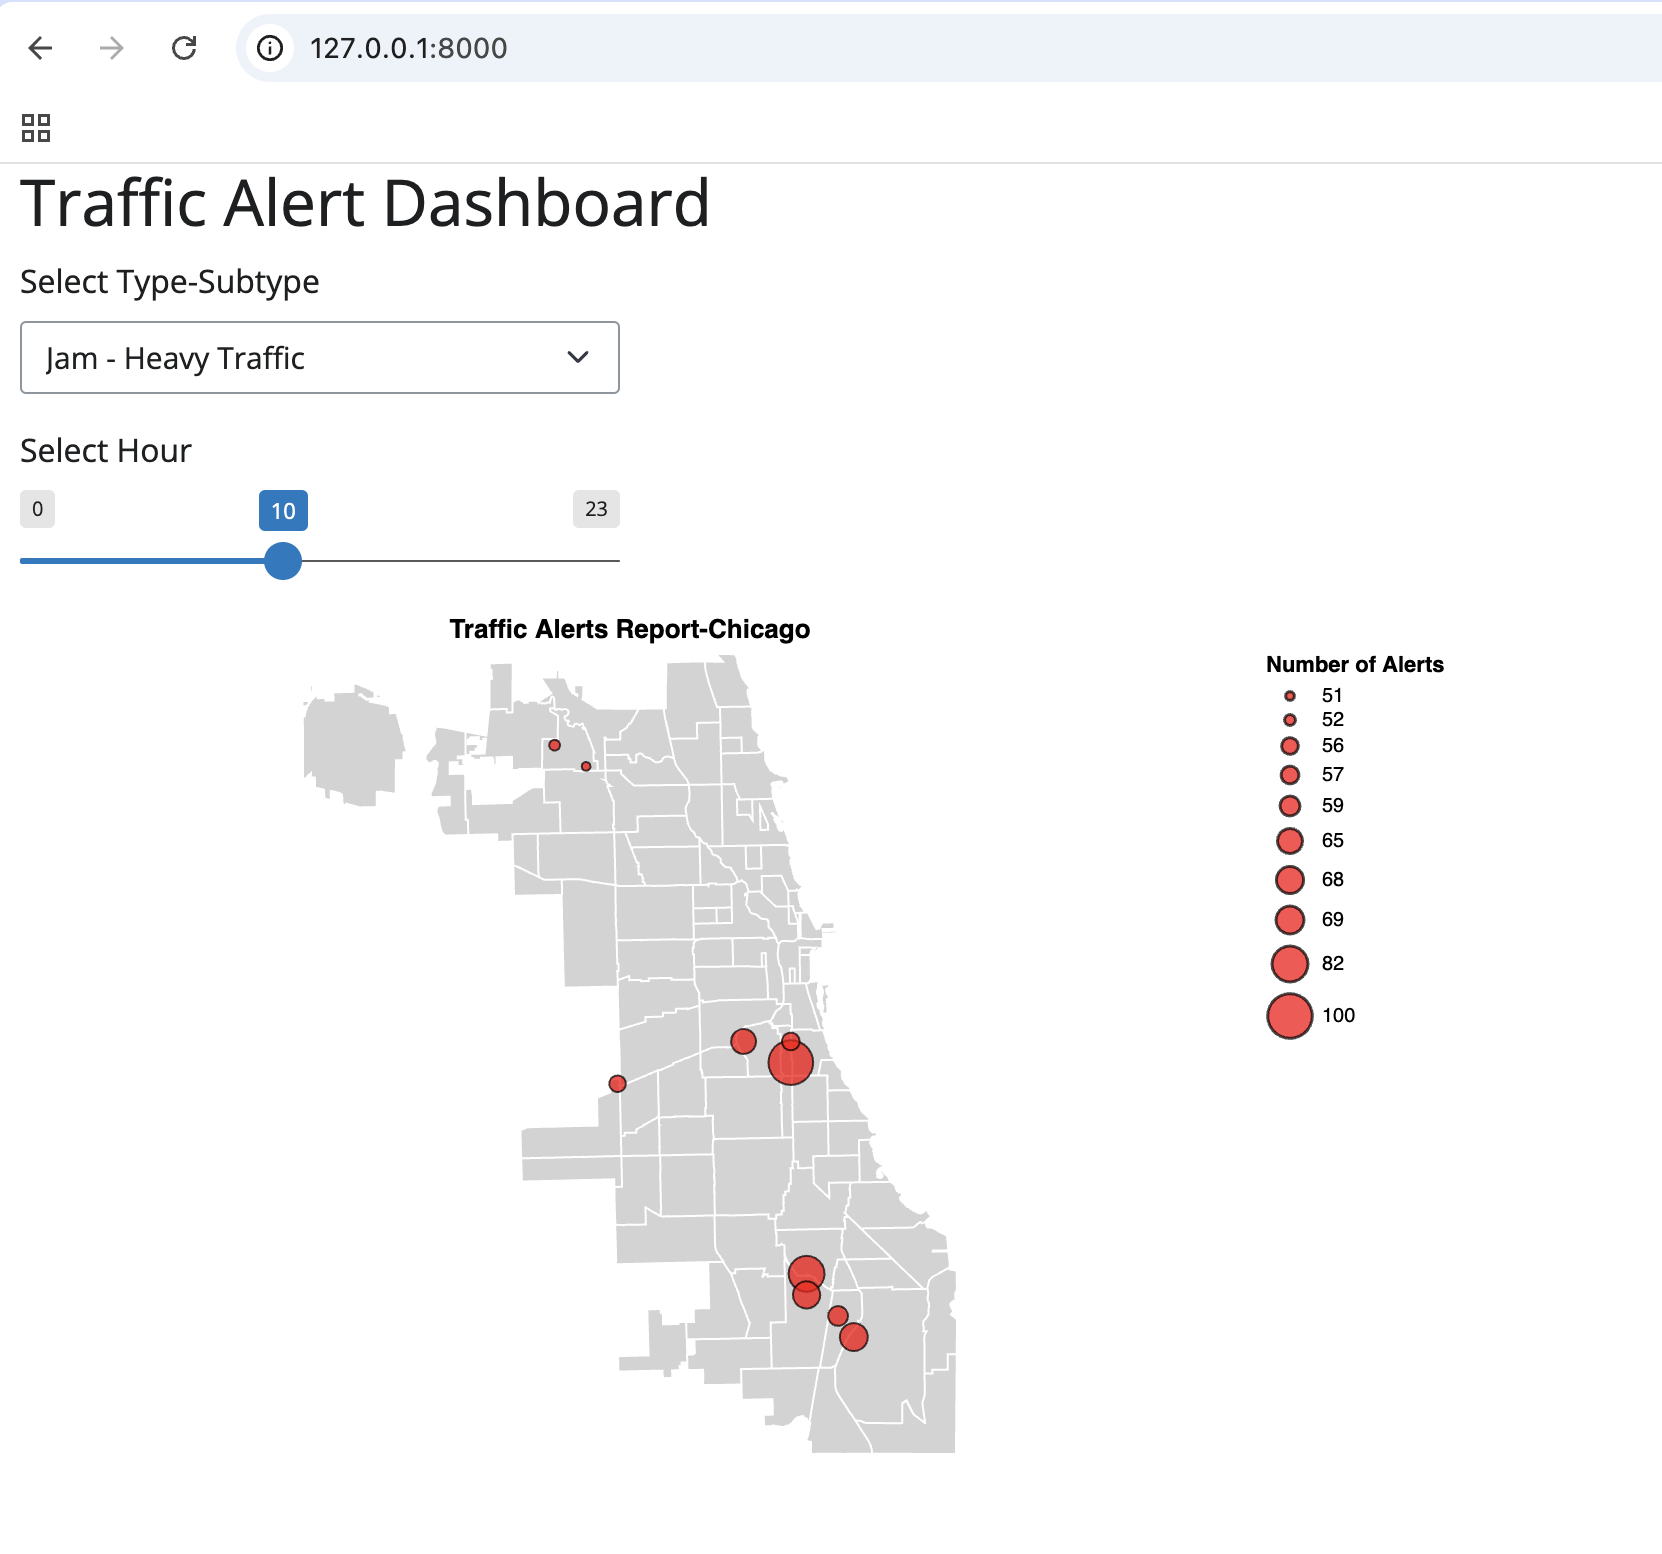 127.0.0.1:8000
Traffic Alert Dashboard
Select Type-Subtype
Jam - Heavy Traffic
Select Hour
0 10 23
Traffic Alerts Report-Chicago
Number of Alerts
51
52
56
57
59
65
68
69
82
100